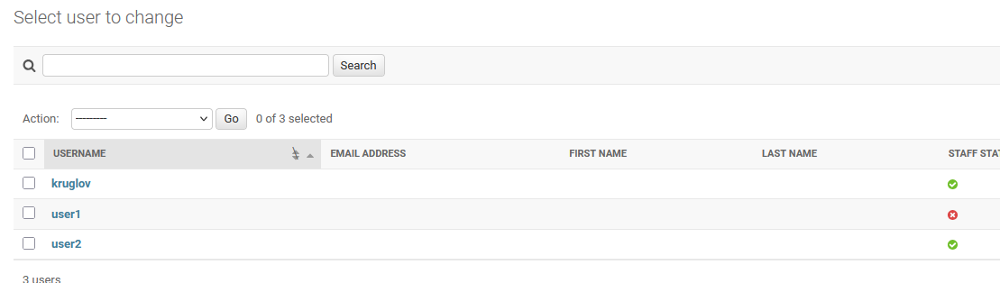 Select user to change
Search
Action: --------- Go 0 of 3 selected
USERNAME EMAIL ADDRESS FIRST NAME LAST NAME STAFF STAT
kruglov
user1
user2
3 users